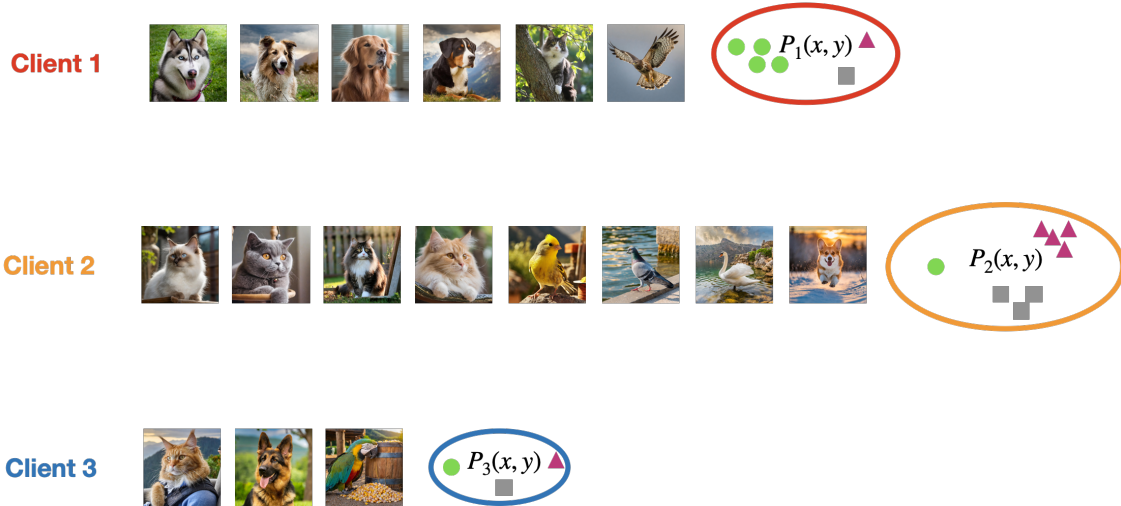 Client 1
P₁(x, y)
Client 2
P₂(x, y)
Client 3
P₃(x, y)